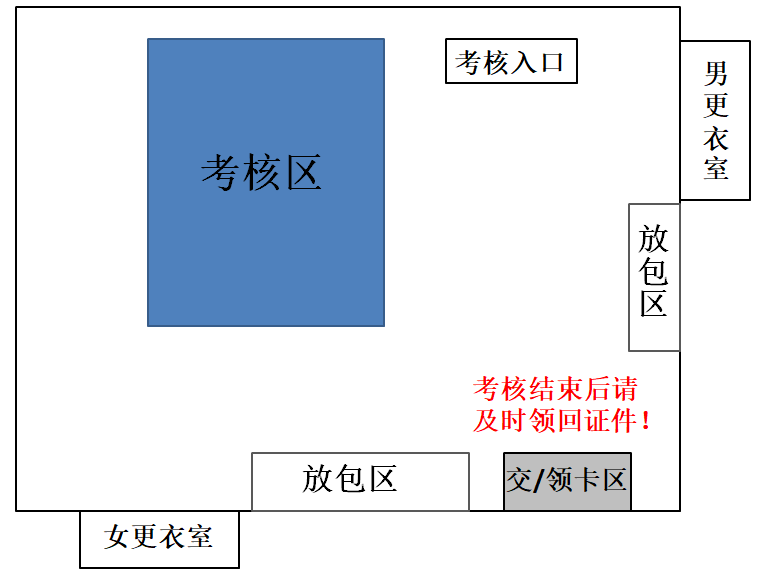 考核入口
男更衣室
考核区
放包区
考核结束后请
及时领回证件！
放包区
交/领卡区
女更衣室